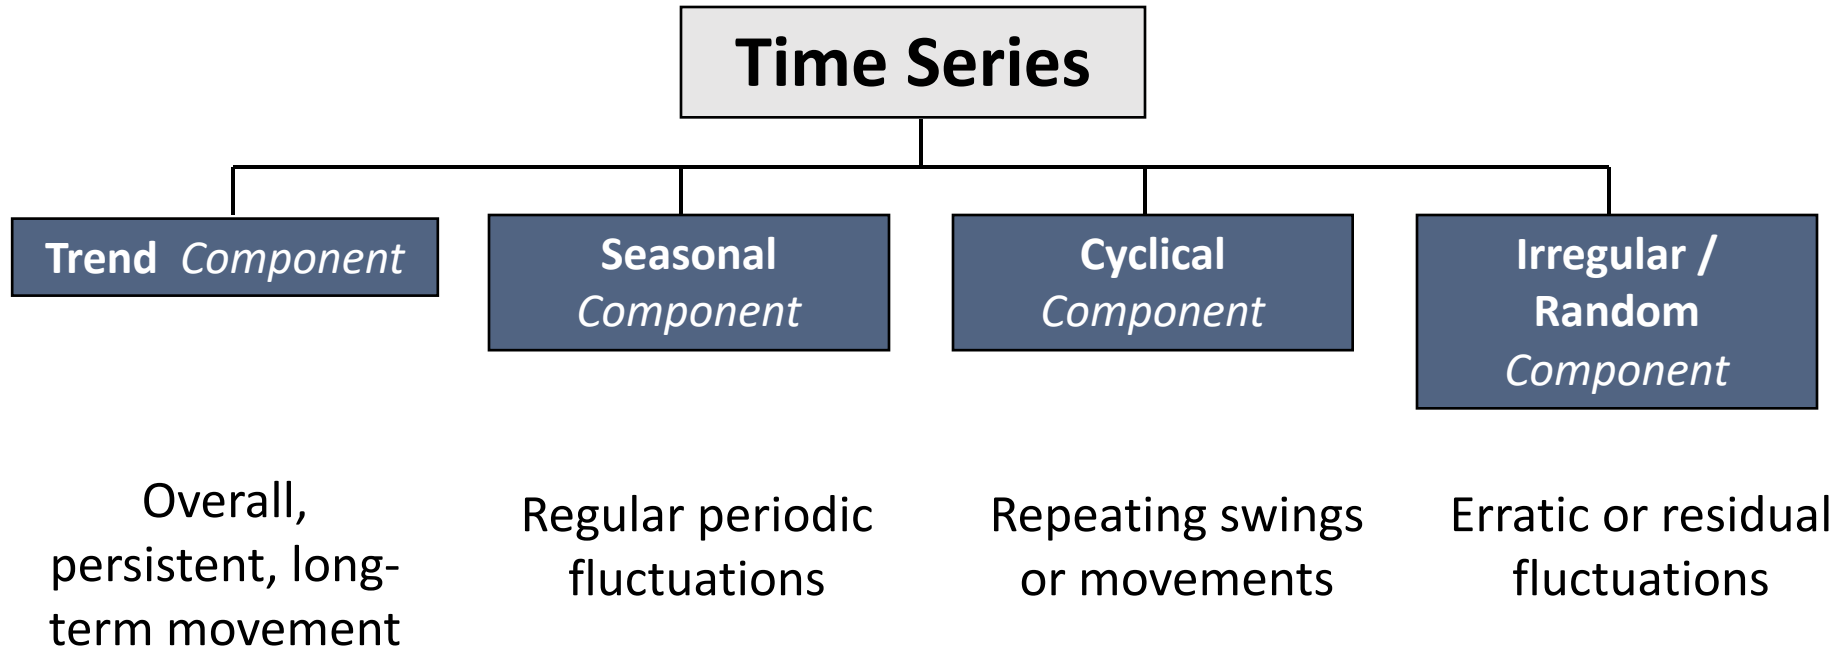 Time Series
Trend Component
Seasonal
Component
Cyclical
Component
Irregular /
Random
Component
Overall,
persistent, long-
term movement
Regular periodic
fluctuations
Repeating swings
or movements
Erratic or residual
fluctuations